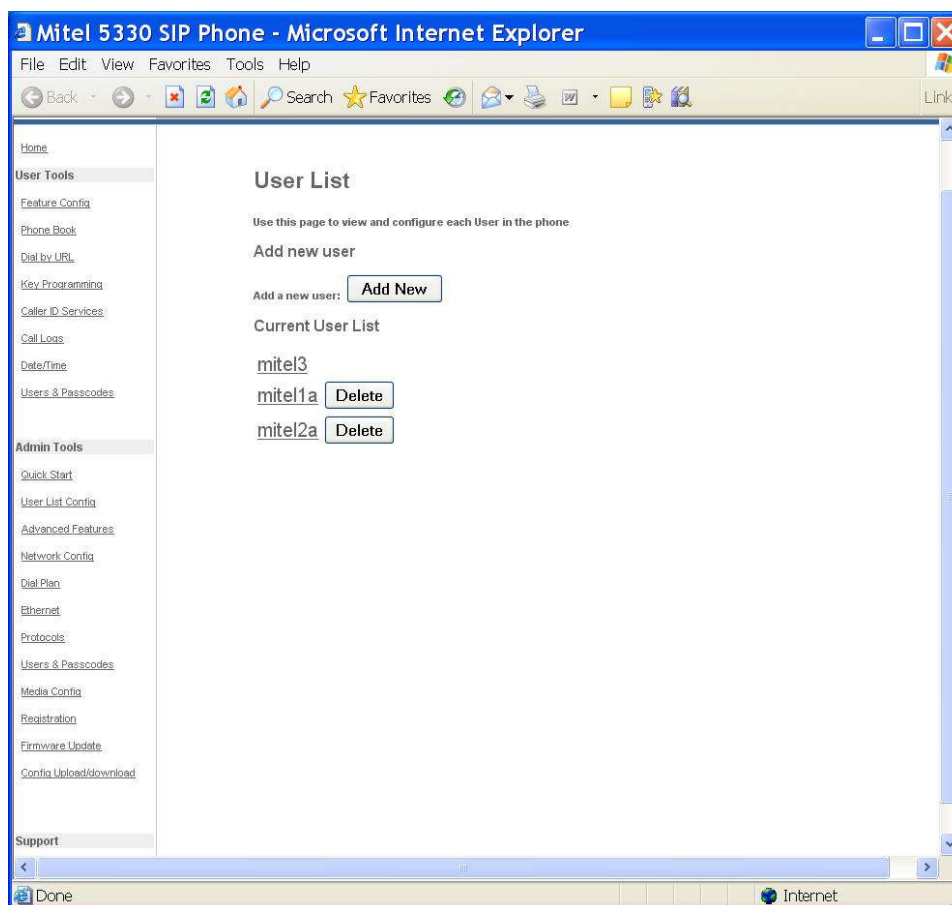 Mitel 5330 SIP Phone - Microsoft Internet Explorer
File Edit View Favorites Tools Help
Back Search Favorites Link
Home
User Tools
Feature Config
Phone Book
Dial by URL
Key Programming
Caller ID Services
Call Logs
Date/Time
Users & Passcodes
Admin Tools
Quick Start
User List Config
Advanced Features
Network Config
Dial Plan
Ethernet
Protocols
Users & Passcodes
Media Config
Registration
Firmware Update
Config Upload/download
Support
User List
Use this page to view and configure each User in the phone
Add new user
Add a new user: Add New
Current User List
mitel3
mitel1a Delete
mitel2a Delete
Done Internet